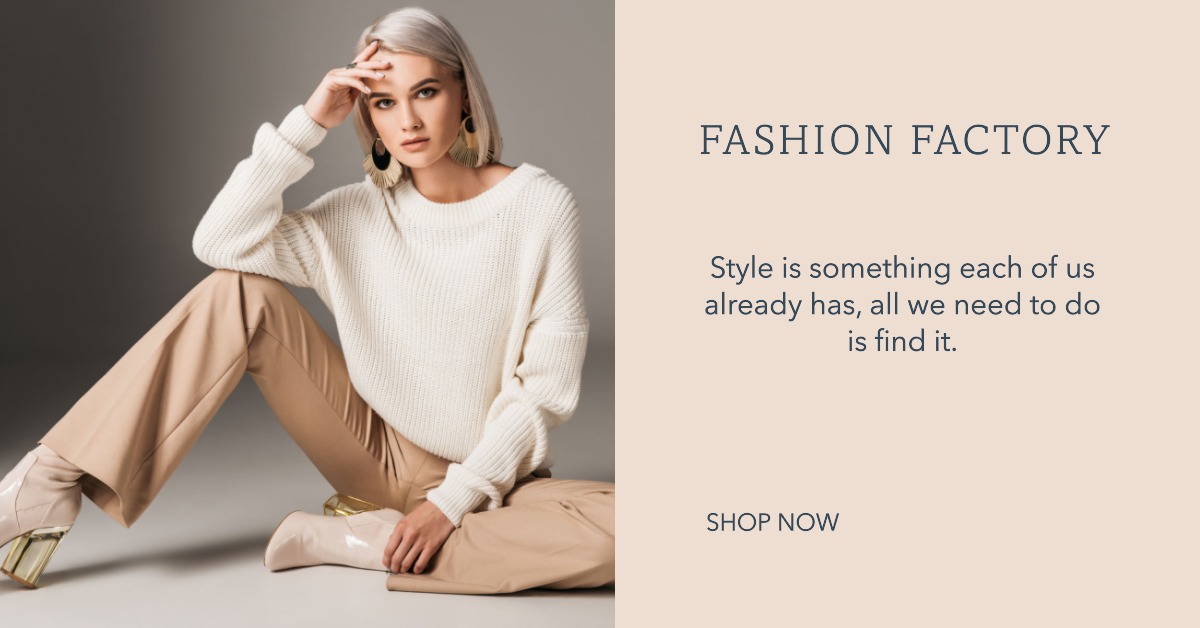 FASHION FACTORY
Style is something each of us
already has, all we need to do
is find it.
SHOP NOW